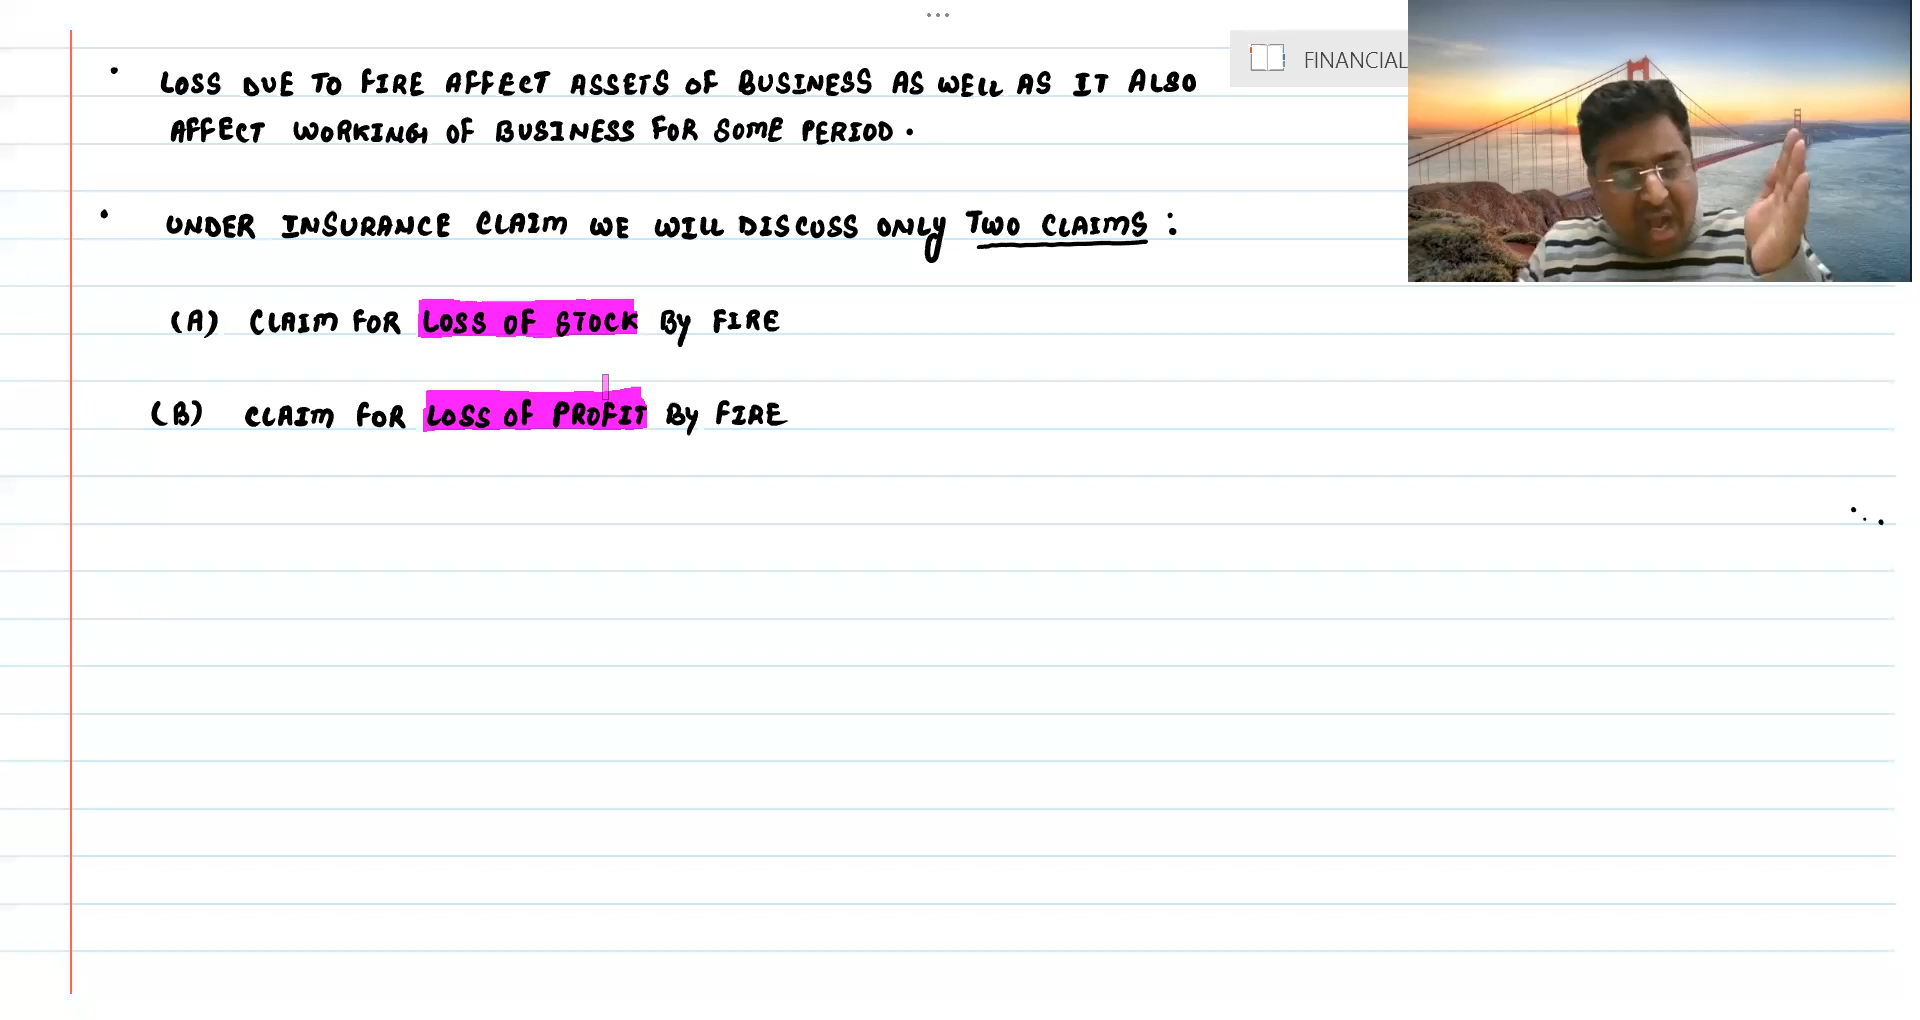 FINANCIAL
• LOSS DUE TO FIRE AFFECT ASSETS OF BUSINESS AS WELL AS IT ALSO
AFFECT WORKING OF BUSINESS FOR SOME PERIOD.
• UNDER INSURANCE CLAIM WE WILL DISCUSS ONLY TWO CLAIMS :
(A) CLAIM FOR LOSS OF STOCK By FIRE
(B) CLAIM FOR LOSS OF PROFIT By FIRE